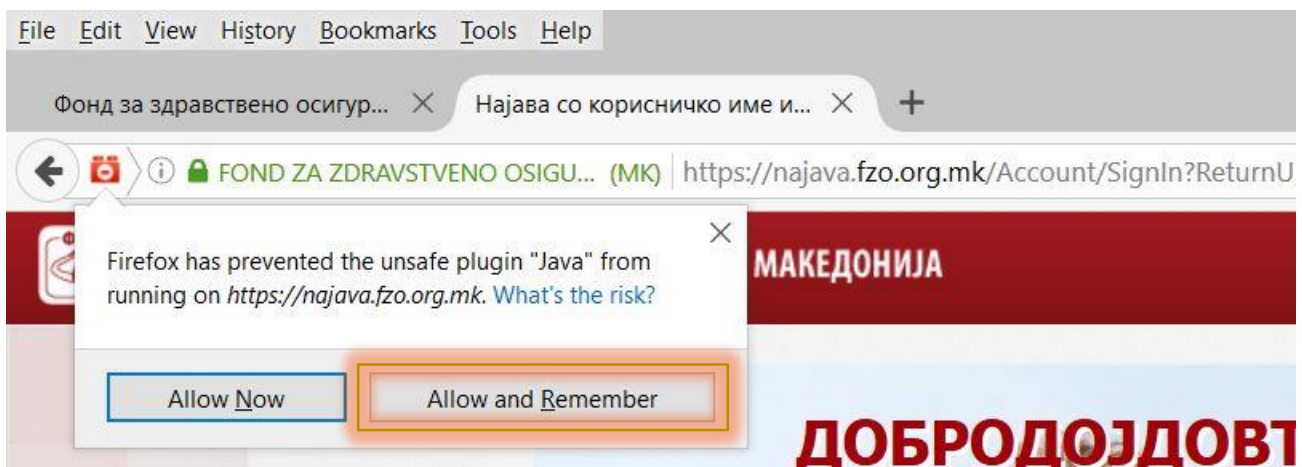 File Edit View History Bookmarks Tools Help
Фонд за здравствено осигур... Најава со корисничко име и...
FOND ZA ZDRAVSTVENO OSIGU... (MK) https://najava.fzo.org.mk/Account/SignIn?ReturnU
МАКЕДОНИЈА
Firefox has prevented the unsafe plugin "Java" from
running on https://najava.fzo.org.mk. What's the risk?
Allow Now Allow and Remember
ДОБРОДОЈДОВТ